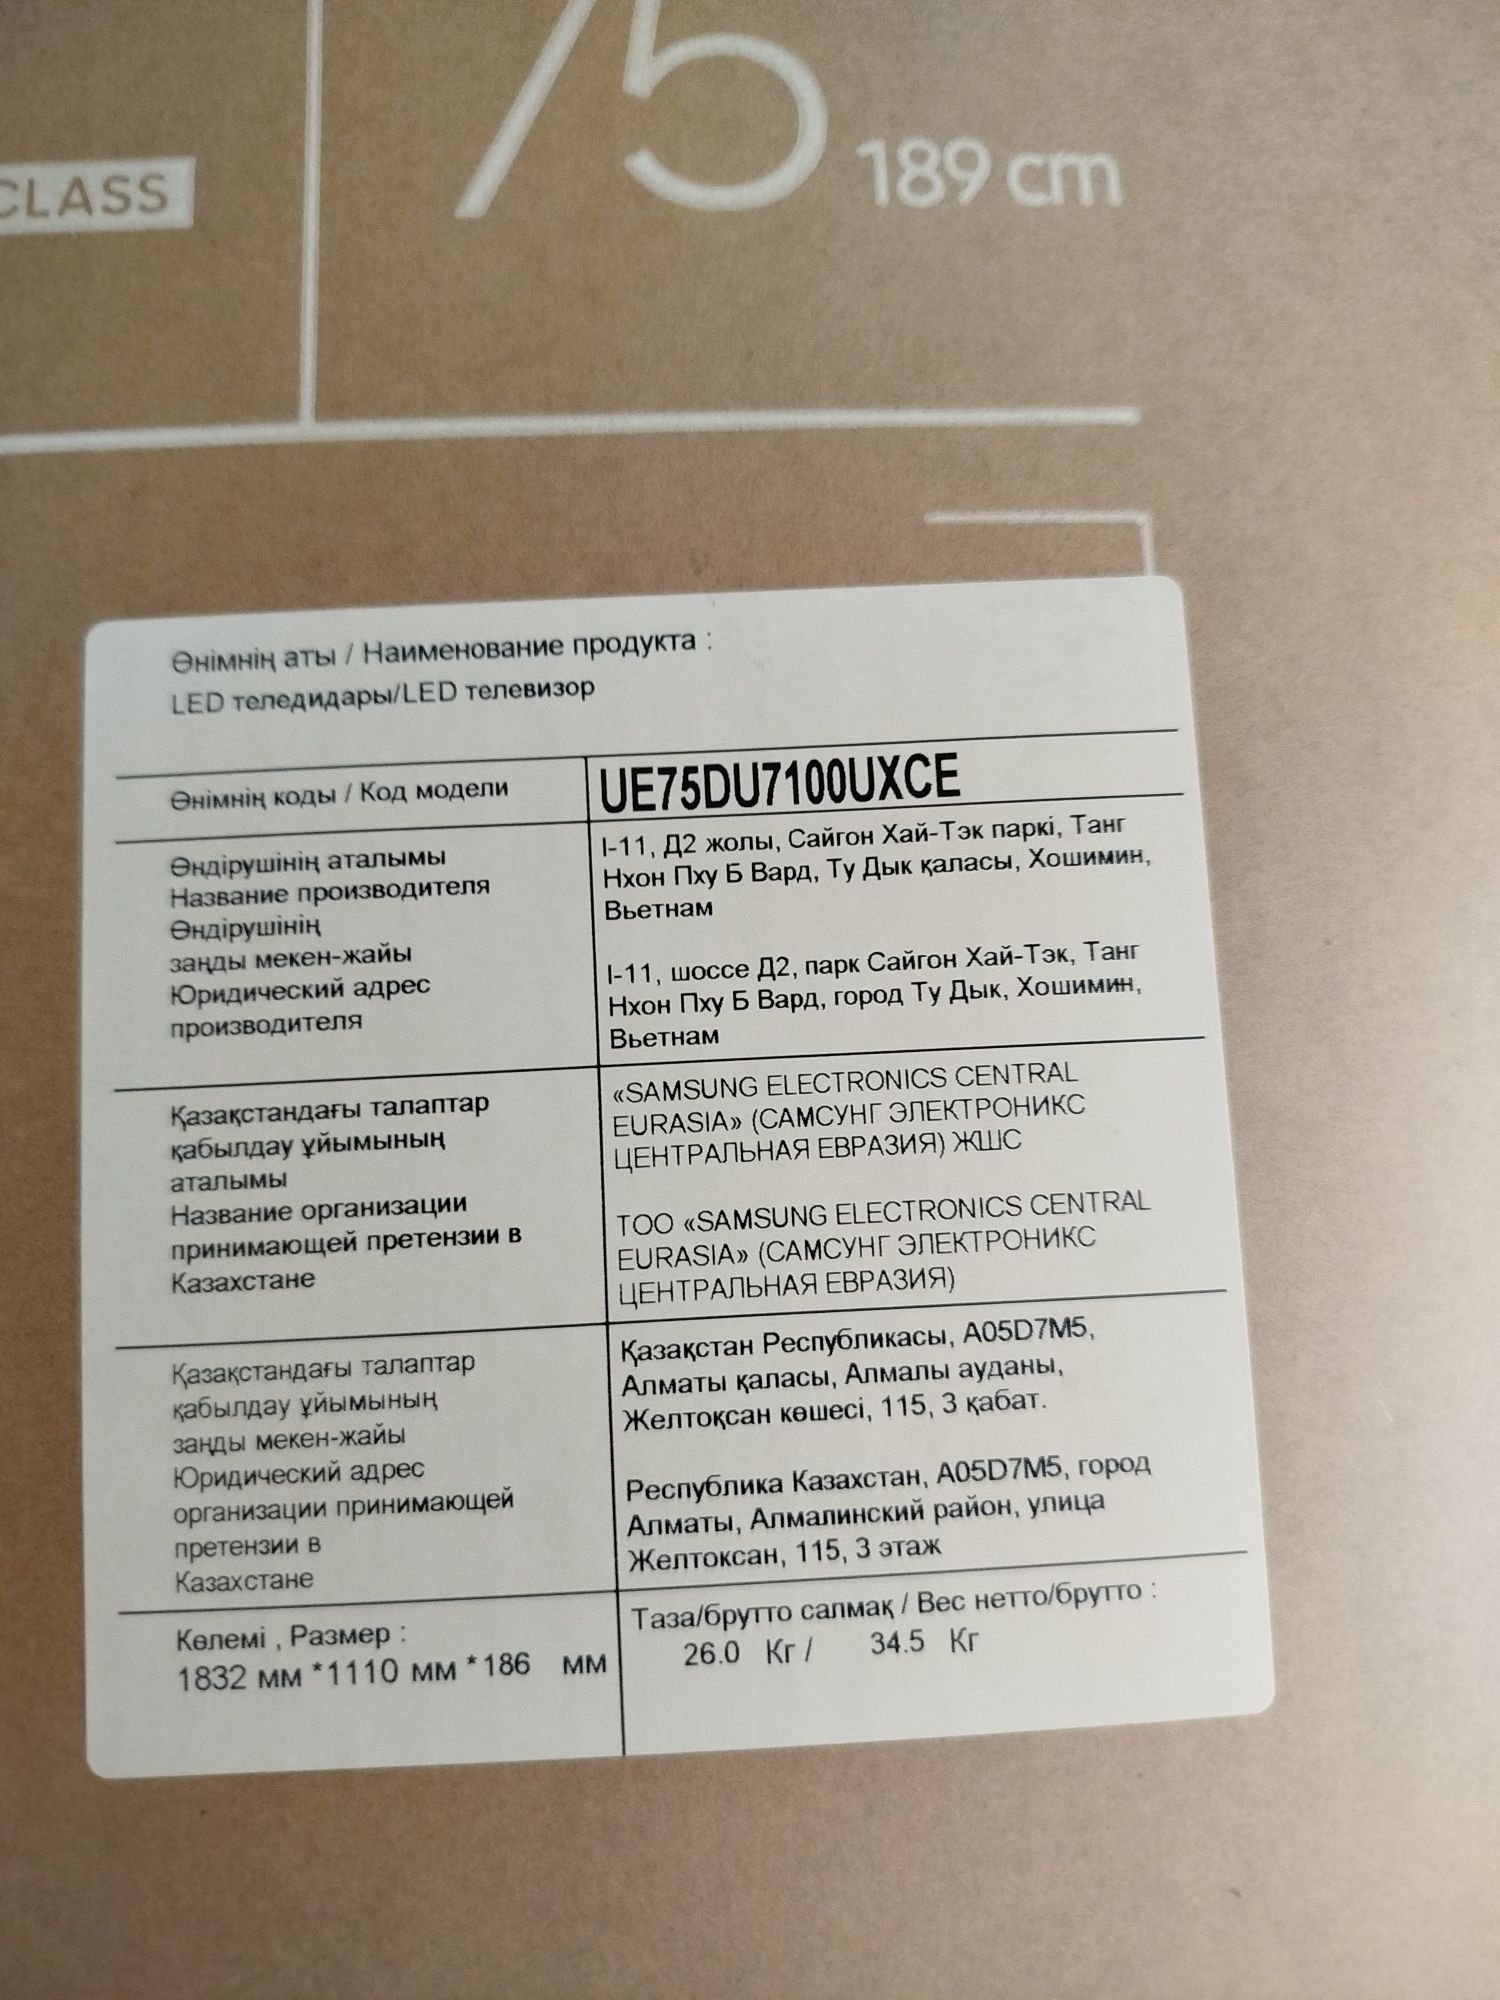 75
189 cm
CLASS
Өнімнің аты / Наименование продукта :
LED теледидары/LED телевизор
Өнімнің коды / Код модели
UE75DU7100UXCE
Өндірушінің аталымы
Название производителя
Өндірушінің
заңды мекен-жайы
Юридический адрес
производителя
I-11, Д2 жолы, Сайгон Хай-Тэк паркі, Танг
Нхон Пху Б Вард, Ту Дык қаласы, Хошимин,
Вьетнам
I-11, шоссе Д2, парк Сайгон Хай-Тэк, Танг
Нхон Пху Б Вард, город Ту Дык, Хошимин,
Вьетнам
Қазақстандағы талаптар
қабылдау ұйымының
аталымы
Название организации
принимающей претензии в
Казахстане
«SAMSUNG ELECTRONICS CENTRAL
EURASIA» (САМСУНГ ЭЛЕКТРОНИКС
ЦЕНТРАЛЬНАЯ ЕВРАЗИЯ) ЖШС
ТОО «SAMSUNG ELECTRONICS CENTRAL
EURASIA» (САМСУНГ ЭЛЕКТРОНИКС
ЦЕНТРАЛЬНАЯ ЕВРАЗИЯ)
Қазақстандағы талаптар
қабылдау ұйымының
заңды мекен-жайы
Юридический адрес
организации принимающей
претензии в
Казахстане
Қазақстан Республикасы, A05D7M5,
Алматы қаласы, Алмалы ауданы,
Желтоқсан көшесі, 115, 3 қабат.
Республика Казахстан, A05D7M5, город
Алматы, Алмалинский район, улица
Желтоксан, 115, 3 этаж
Көлемі , Размер :
1832 мм *1110 мм *186 мм
Таза/брутто салмақ / Вес нетто/брутто :
26.0 Кг / 34.5 Кг